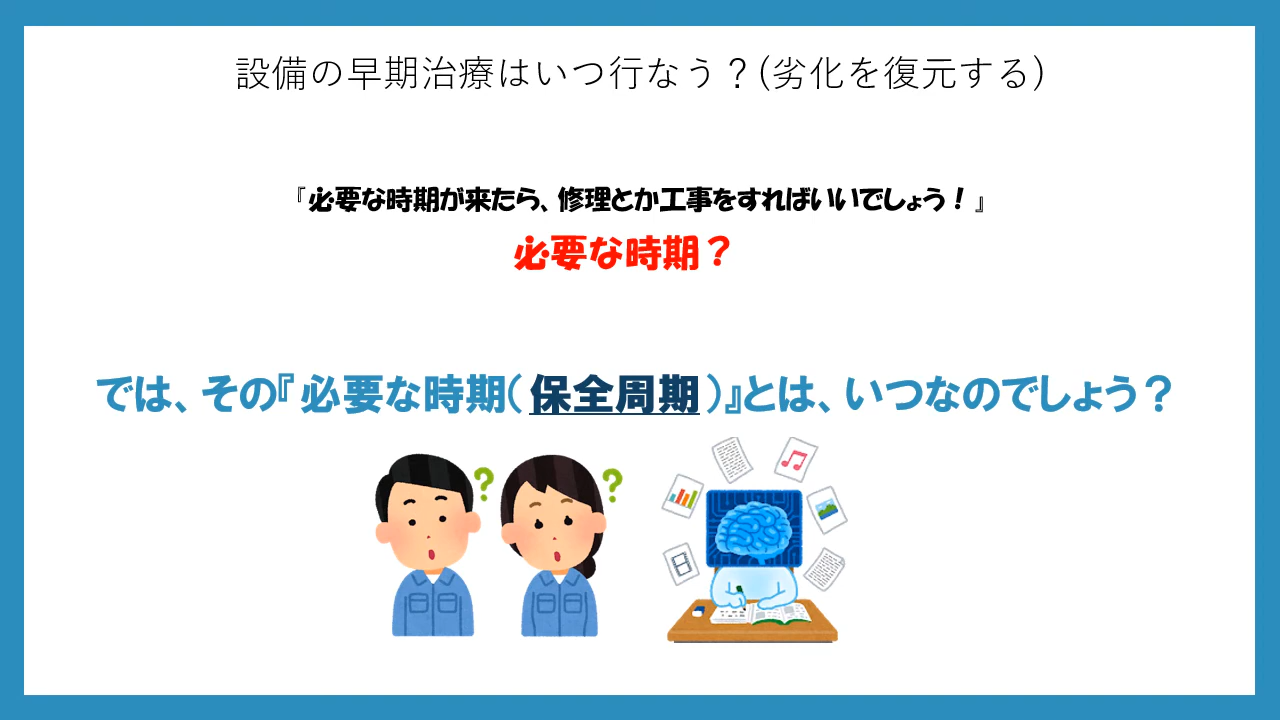 設備の早期治療はいつ行なう？(劣化を復元する)
『必要な時期が来たら、修理とか工事をすればいいでしょう！』
必要な時期？
では、その『必要な時期（保全周期）』とは、いつなのでしょう？
? ?